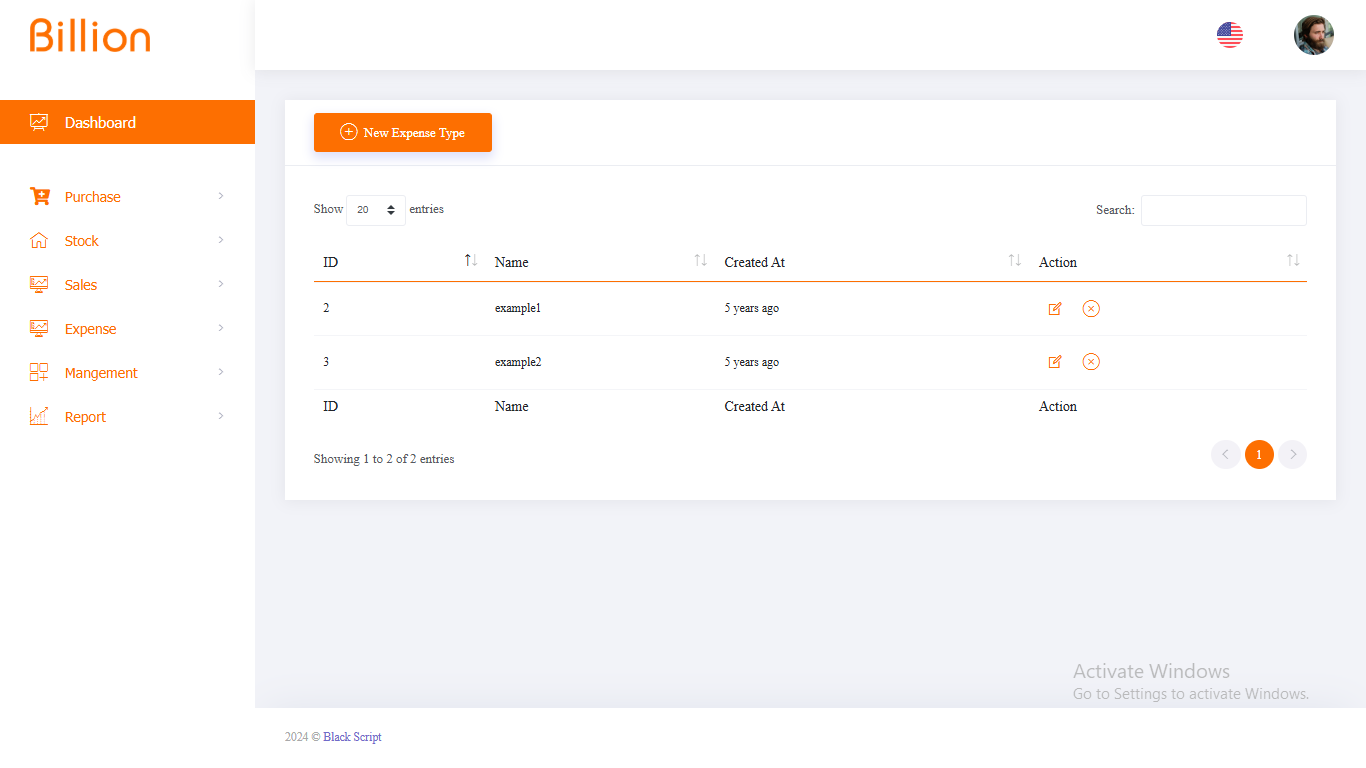 Billion
Dashboard
Purchase
Stock
Sales
Expense
Mangement
Report
New Expense Type
Show 20 entries
Search:
ID Name Created At Action
2 example1 5 years ago
3 example2 5 years ago
ID Name Created At Action
Showing 1 to 2 of 2 entries
1
Activate Windows
Go to Settings to activate Windows.
2024 © Black Script